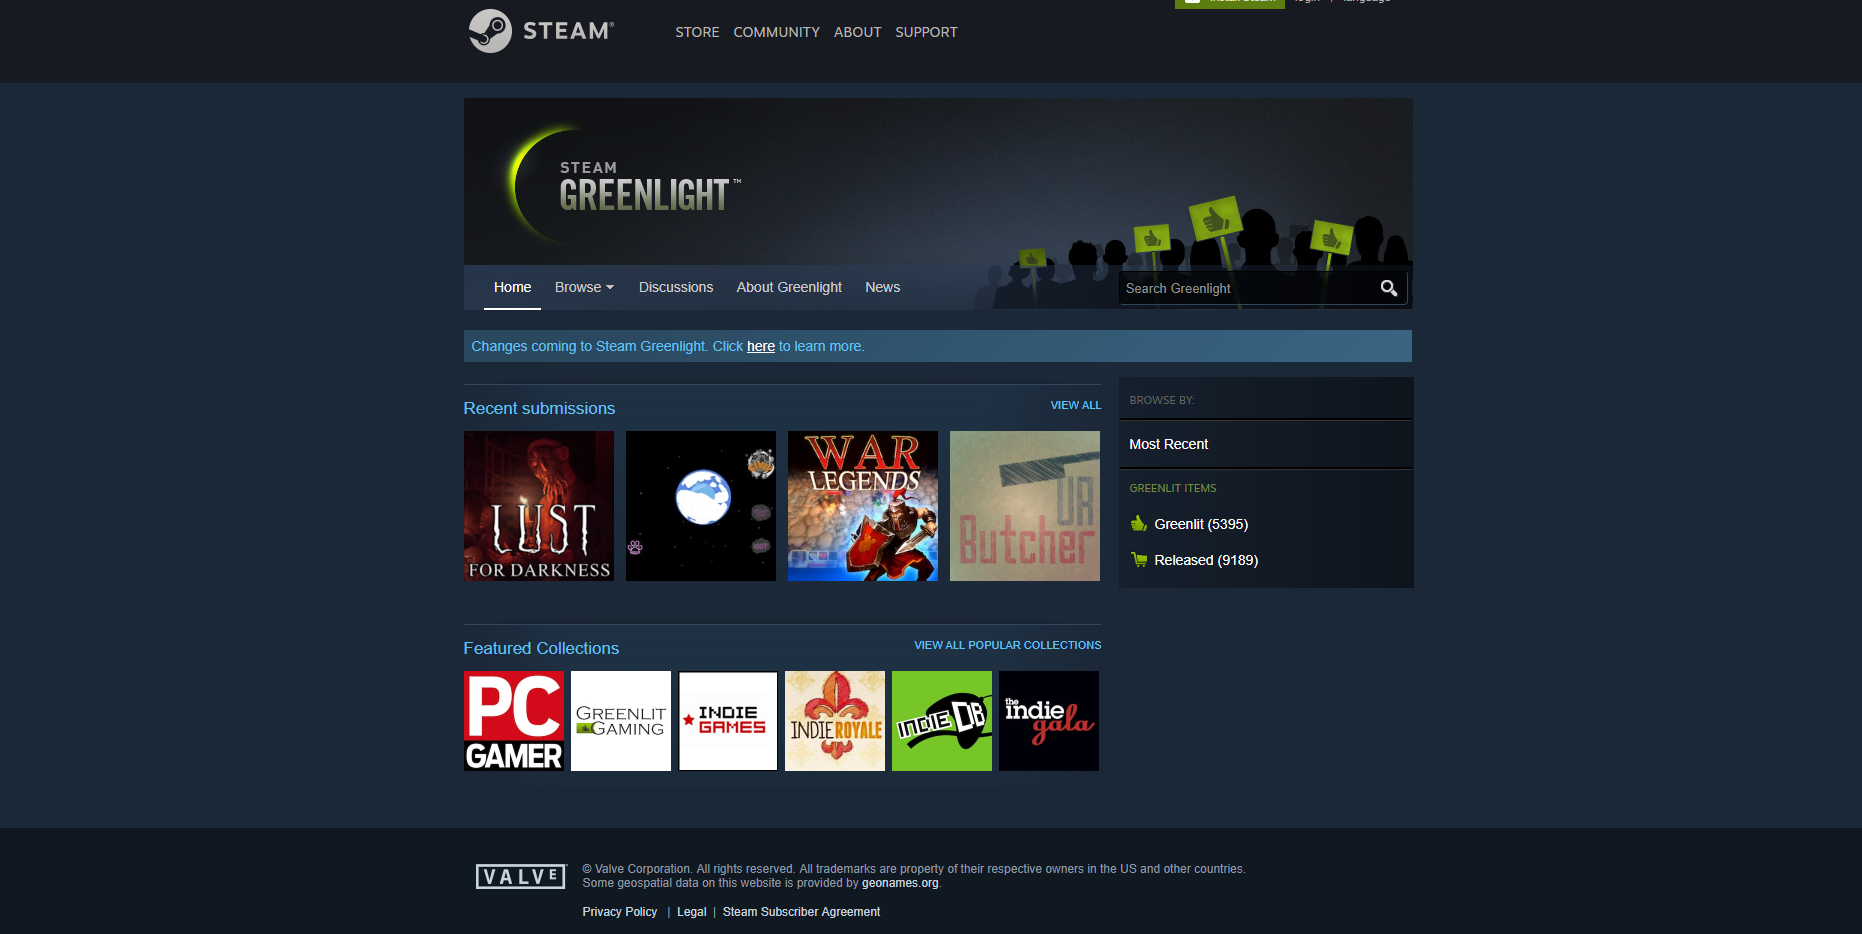 Install Steam login | language
STEAM®
STORE COMMUNITY ABOUT SUPPORT
STEAM
GREENLIGHT™
Home Browse Discussions About Greenlight News
Search Greenlight
Changes coming to Steam Greenlight. Click here to learn more.
Recent submissions
VIEW ALL
LUST
FOR DARKNESS
WAR
LEGENDS
UR
Butcher
Featured Collections
VIEW ALL POPULAR COLLECTIONS
PC
GAMER
GREENLIT
GAMING
INDIE
GAMES
INDIE ROYALE
INDIE DB
the
indie
gala
BROWSE BY:
Most Recent
GREENLIT ITEMS
Greenlit (5395)
Released (9189)
VALVE
© Valve Corporation. All rights reserved. All trademarks are property of their respective owners in the US and other countries.
Some geospatial data on this website is provided by geonames.org.
Privacy Policy | Legal | Steam Subscriber Agreement